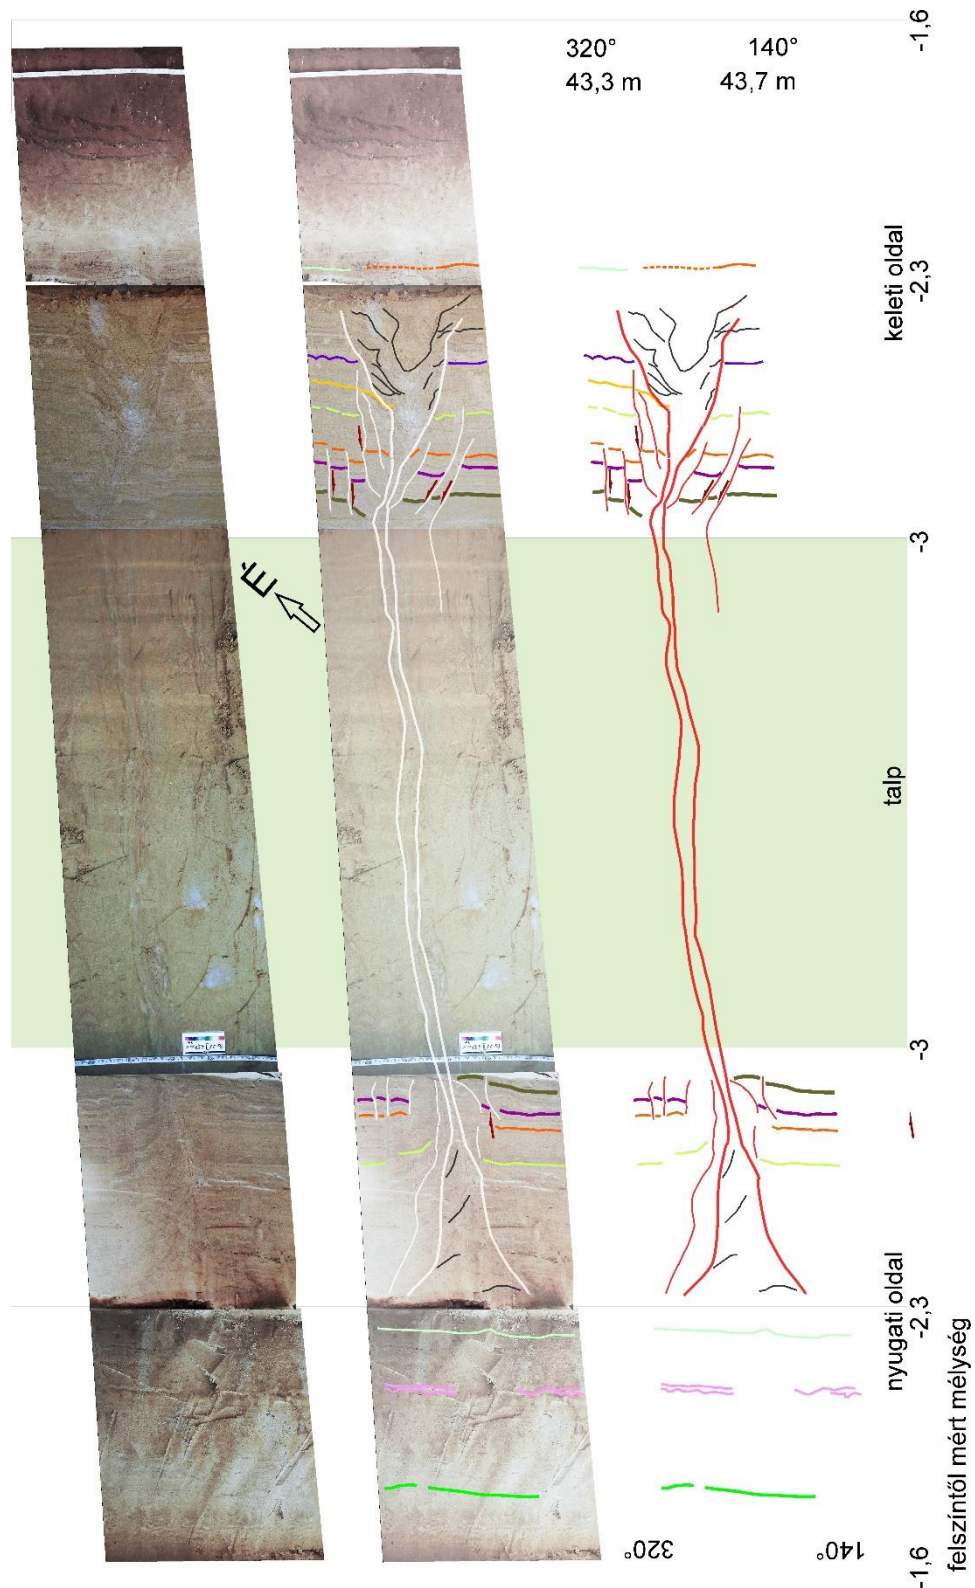 -1,6
320° 140°
43,3 m 43,7 m
keleti oldal
-2,3
-3
É
talp
-3
nyugati oldal
-2,3
felszíntől mért mélység
320° 140°
-1,6